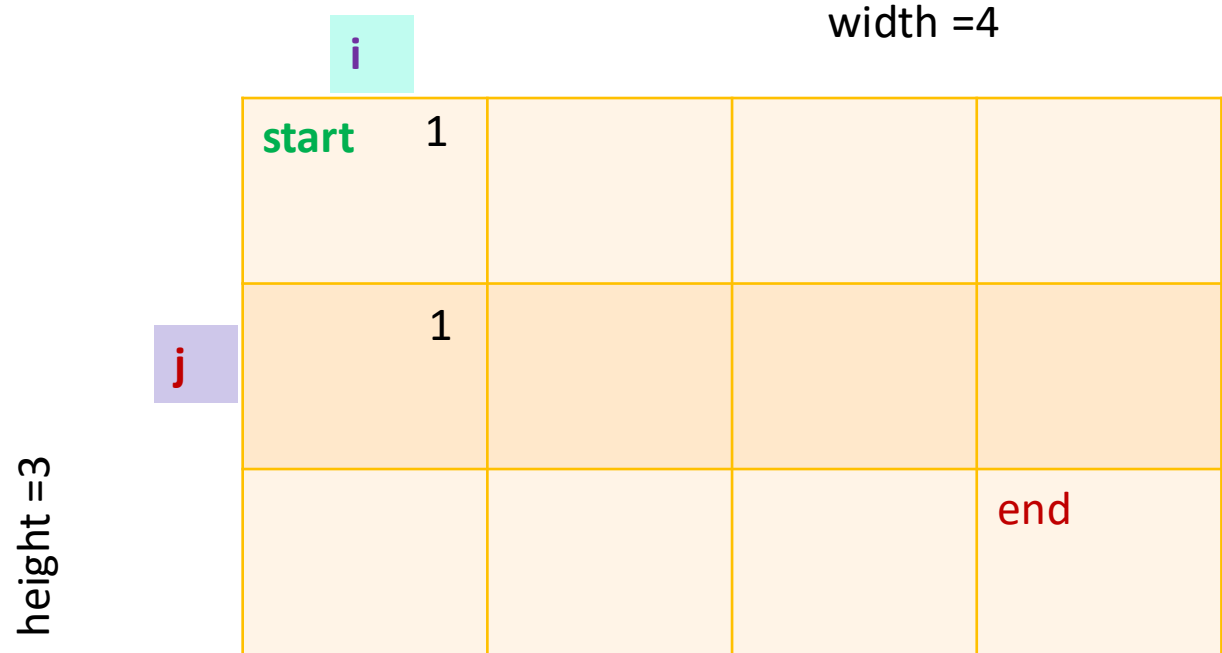 width =4
i
start 1
1
j
height =3
end